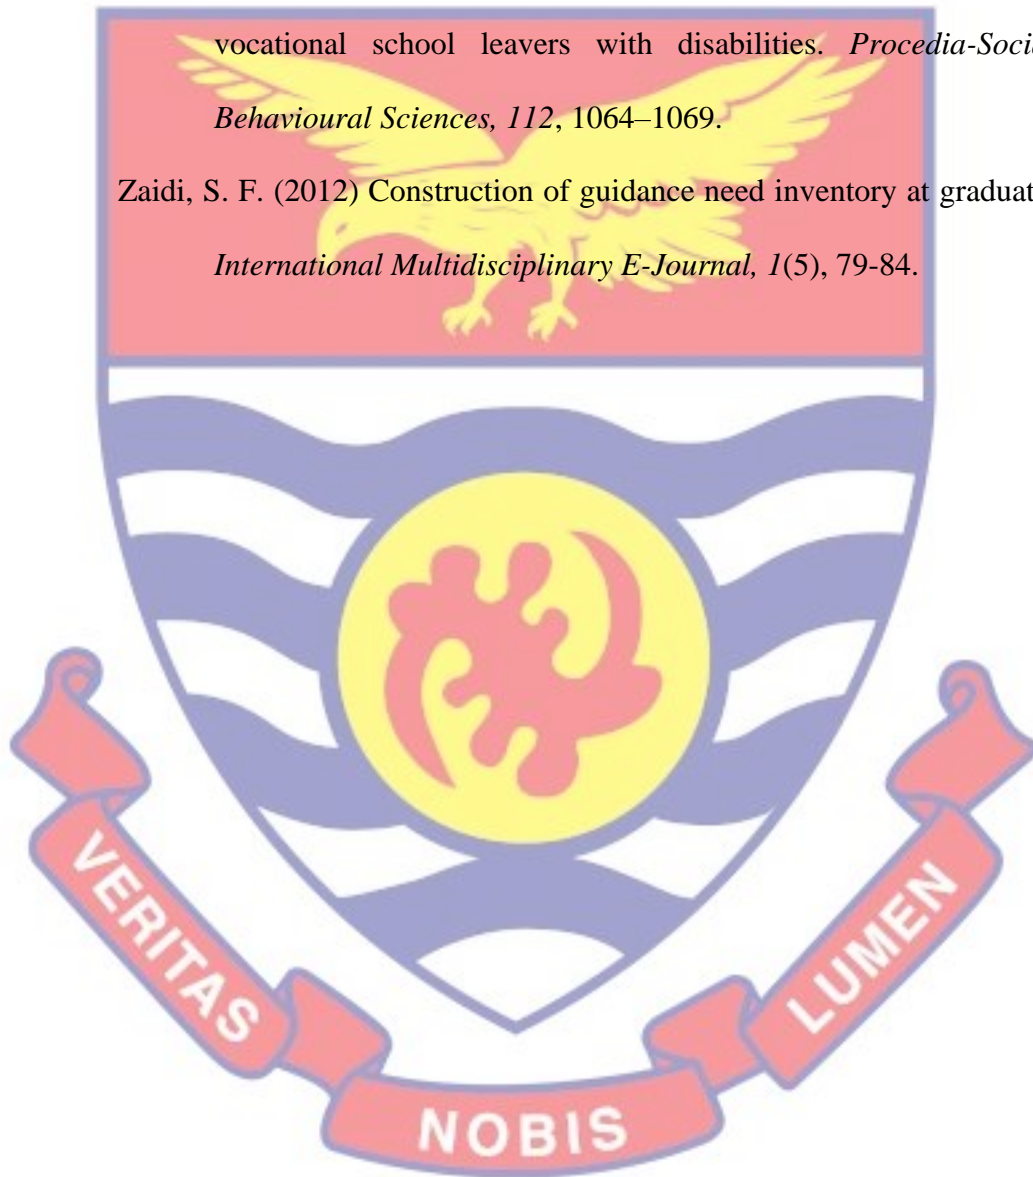 vocational school leavers with disabilities. Procedia-Socie
Behavioural Sciences, 112, 1064–1069.
Zaidi, S. F. (2012) Construction of guidance need inventory at graduat
International Multidisciplinary E-Journal, 1(5), 79-84.
VERITAS
NOBIS
LUMEN